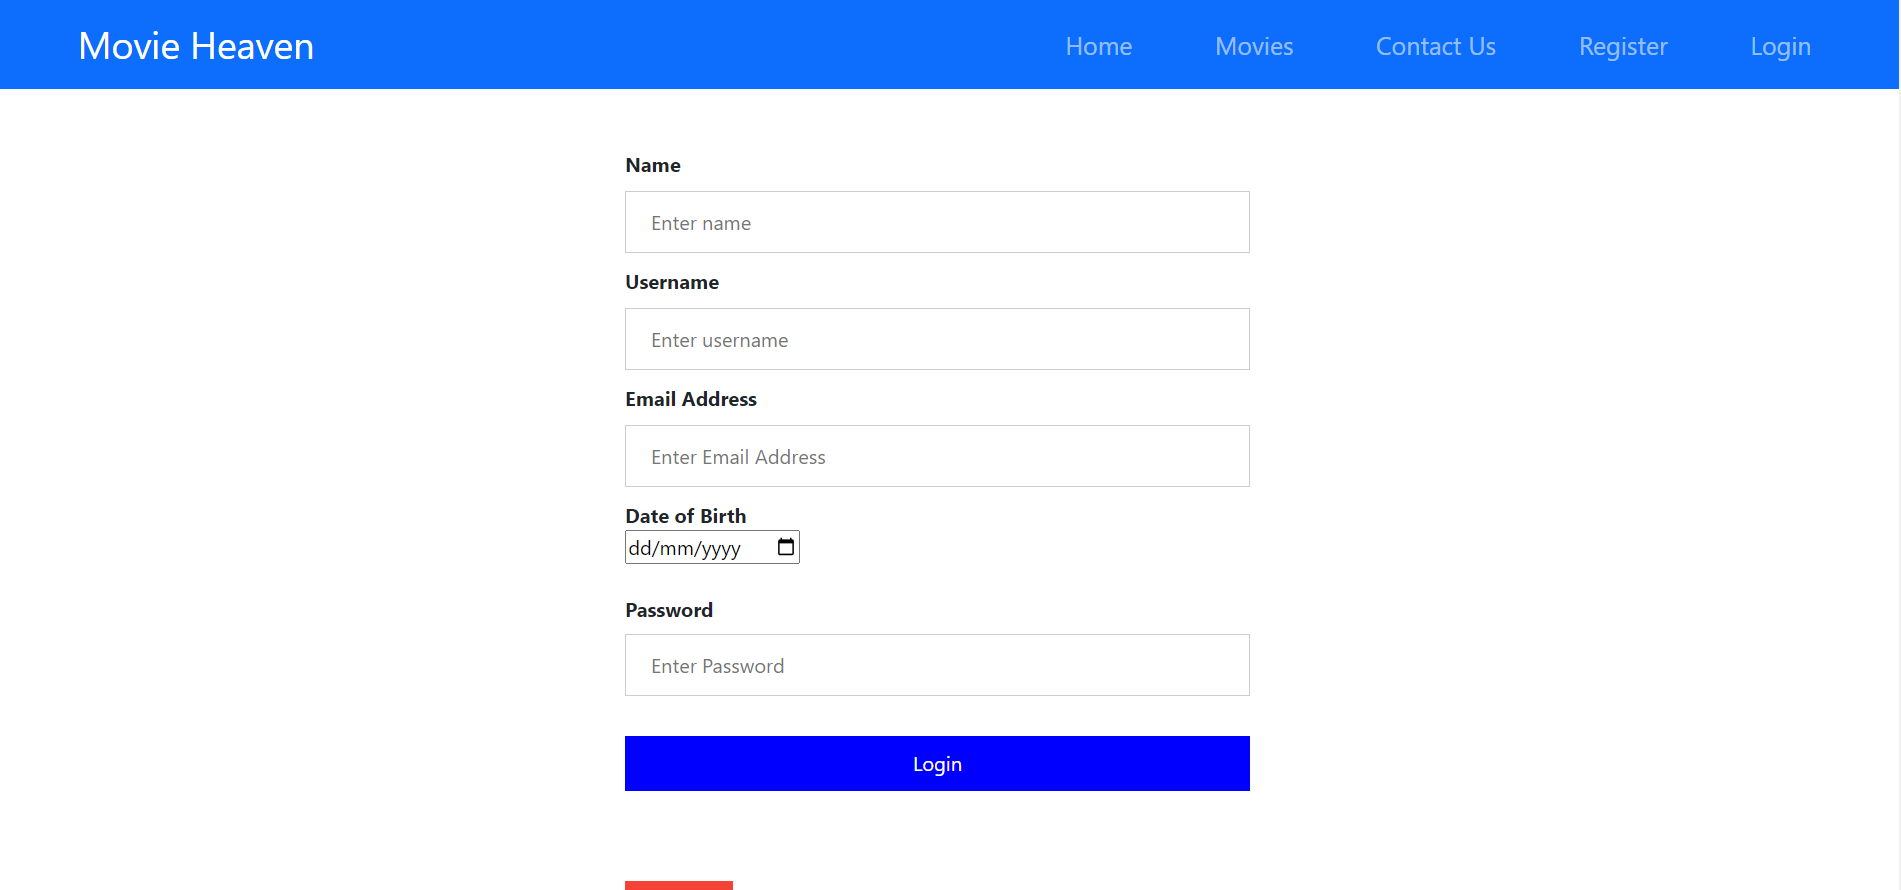 Movie Heaven Home Movies Contact Us Register Login
Name
Enter name
Username
Enter username
Email Address
Enter Email Address
Date of Birth
dd/mm/yyyy
Password
Enter Password
Login